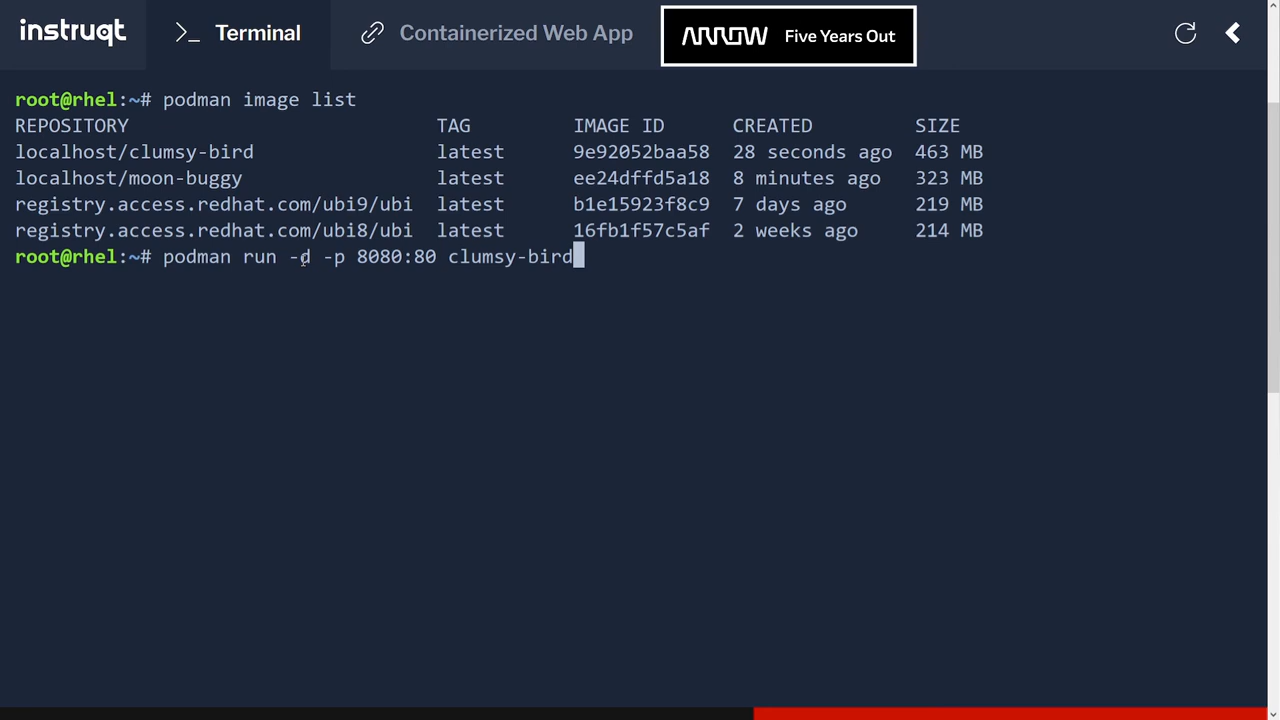 instruqt >_ Terminal Containerized Web App ARROW Five Years Out
root@rhel:~# podman image list
REPOSITORY TAG IMAGE ID CREATED SIZE
localhost/clumsy-bird latest 9e92052baa58 28 seconds ago 463 MB
localhost/moon-buggy latest ee24dffd5a18 8 minutes ago 323 MB
registry.access.redhat.com/ubi9/ubi latest b1e15923f8c9 7 days ago 219 MB
registry.access.redhat.com/ubi8/ubi latest 16fb1f57c5af 2 weeks ago 214 MB
root@rhel:~# podman run -d -p 8080:80 clumsy-bird